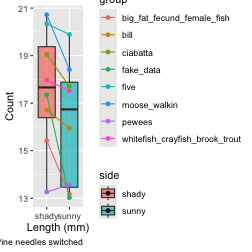 group
21
19
17
15
13
Count
shady sunny
Length (mm)
ine needles switched
big_fat_fecund_female_fish
bill
ciabatta
fake_data
five
moose_walkin
pewees
whitefish_crayfish_brook_trout
side
shady
sunny